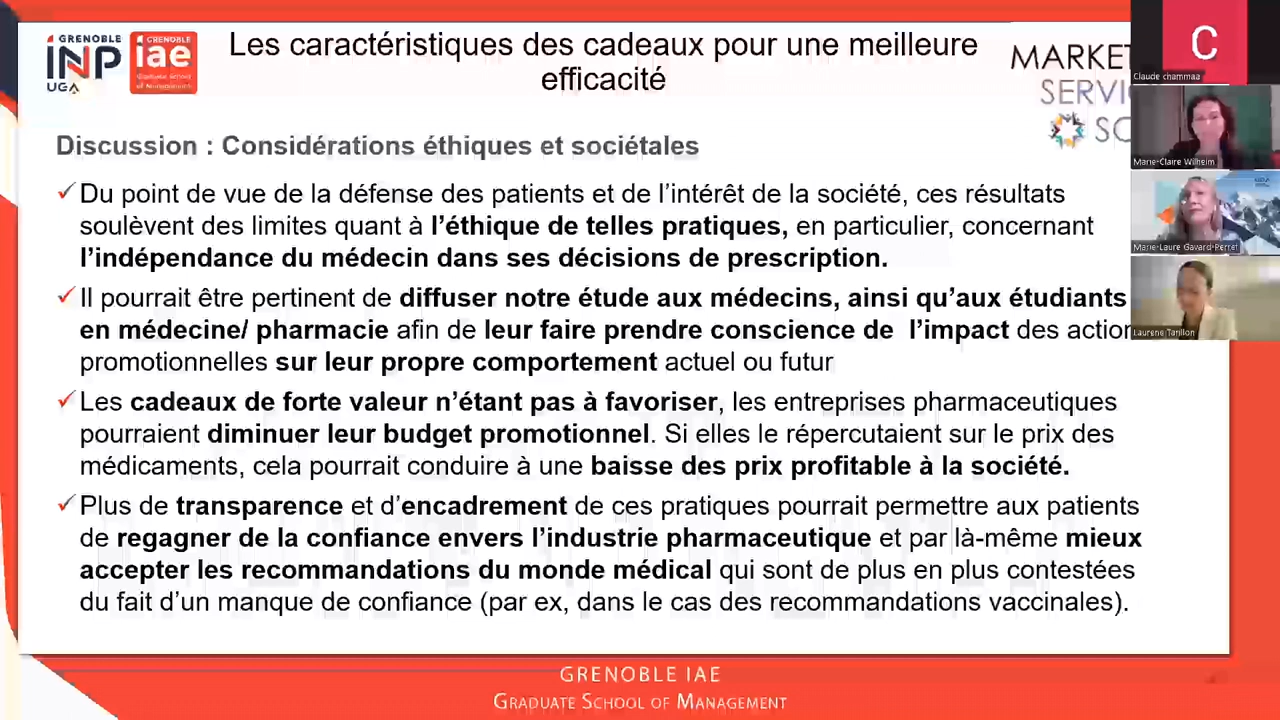 GRENOBLE
INP
UGA
GRENOBLE
iae
Graduate School
of Management
Les caractéristiques des cadeaux pour une meilleure
efficacité
MARKET
SERVI
SO
C
Claude chammaa
Marie-Claire Wilhelm
Marie-Laure Gavard-Perret
Laurene Tarillon
Discussion : Considérations éthiques et sociétales
✓Du point de vue de la défense des patients et de l’intérêt de la société, ces résultats
soulèvent des limites quant à l’éthique de telles pratiques, en particulier, concernant
l’indépendance du médecin dans ses décisions de prescription.
✓Il pourrait être pertinent de diffuser notre étude aux médecins, ainsi qu’aux étudiants
en médecine/ pharmacie afin de leur faire prendre conscience de l’impact des action
promotionnelles sur leur propre comportement actuel ou futur
✓Les cadeaux de forte valeur n’étant pas à favoriser, les entreprises pharmaceutiques
pourraient diminuer leur budget promotionnel. Si elles le répercutaient sur le prix des
médicaments, cela pourrait conduire à une baisse des prix profitable à la société.
✓Plus de transparence et d’encadrement de ces pratiques pourrait permettre aux patients
de regagner de la confiance envers l’industrie pharmaceutique et par là-même mieux
accepter les recommandations du monde médical qui sont de plus en plus contestées
du fait d’un manque de confiance (par ex, dans le cas des recommandations vaccinales).
GRENOBLE IAE
GRADUATE SCHOOL OF MANAGEMENT